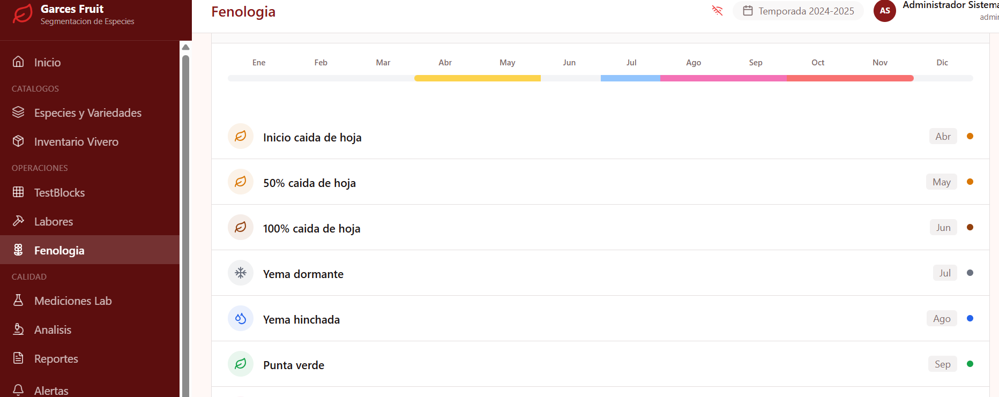 Garces Fruit
Segmentacion de Especies
Inicio
CATALOGOS
Especies y Variedades
Inventario Vivero
OPERACIONES
TestBlocks
Labores
Fenologia
CALIDAD
Mediciones Lab
Analisis
Reportes
Alertas
Fenologia
Temporada 2024-2025
AS
Administrador Sistema
admin
Ene Feb Mar Abr May Jun Jul Ago Sep Oct Nov Dic
Inicio caida de hoja Abr
50% caida de hoja May
100% caida de hoja Jun
Yema dormante Jul
Yema hinchada Ago
Punta verde Sep